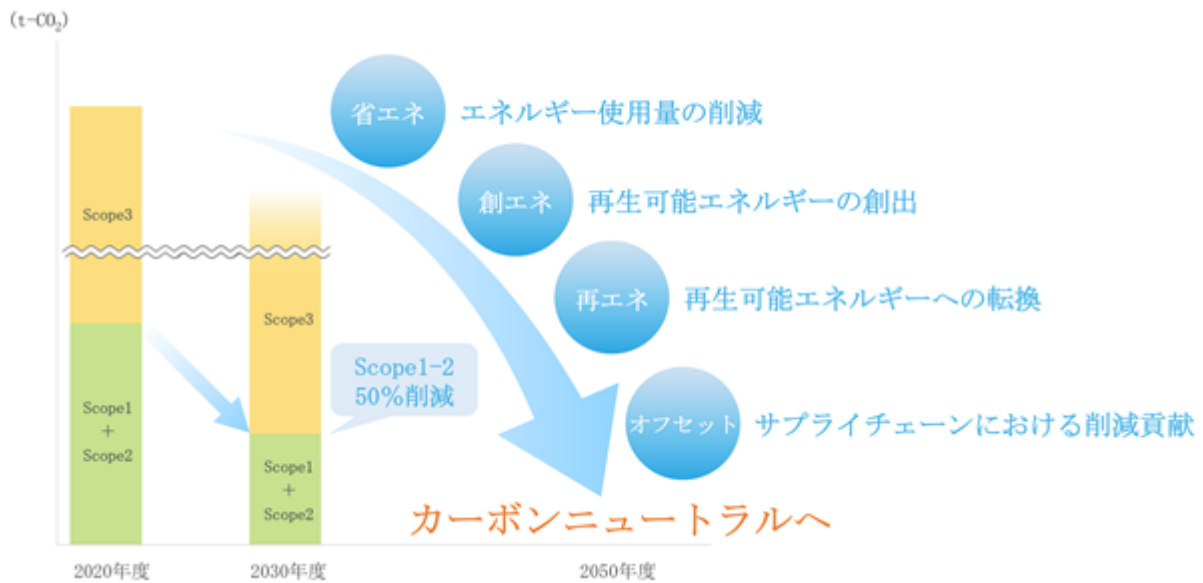 (t-CO₂)
省エネ
エネルギー使用量の削減
創エネ
再生可能エネルギーの創出
再エネ
再生可能エネルギーへの転換
オフセット
サプライチェーンにおける削減貢献
Scope3
Scope1
+
Scope2
Scope3
Scope1
+
Scope2
Scope1-2
50%削減
カーボンニュートラルへ
2020年度
2030年度
2050年度